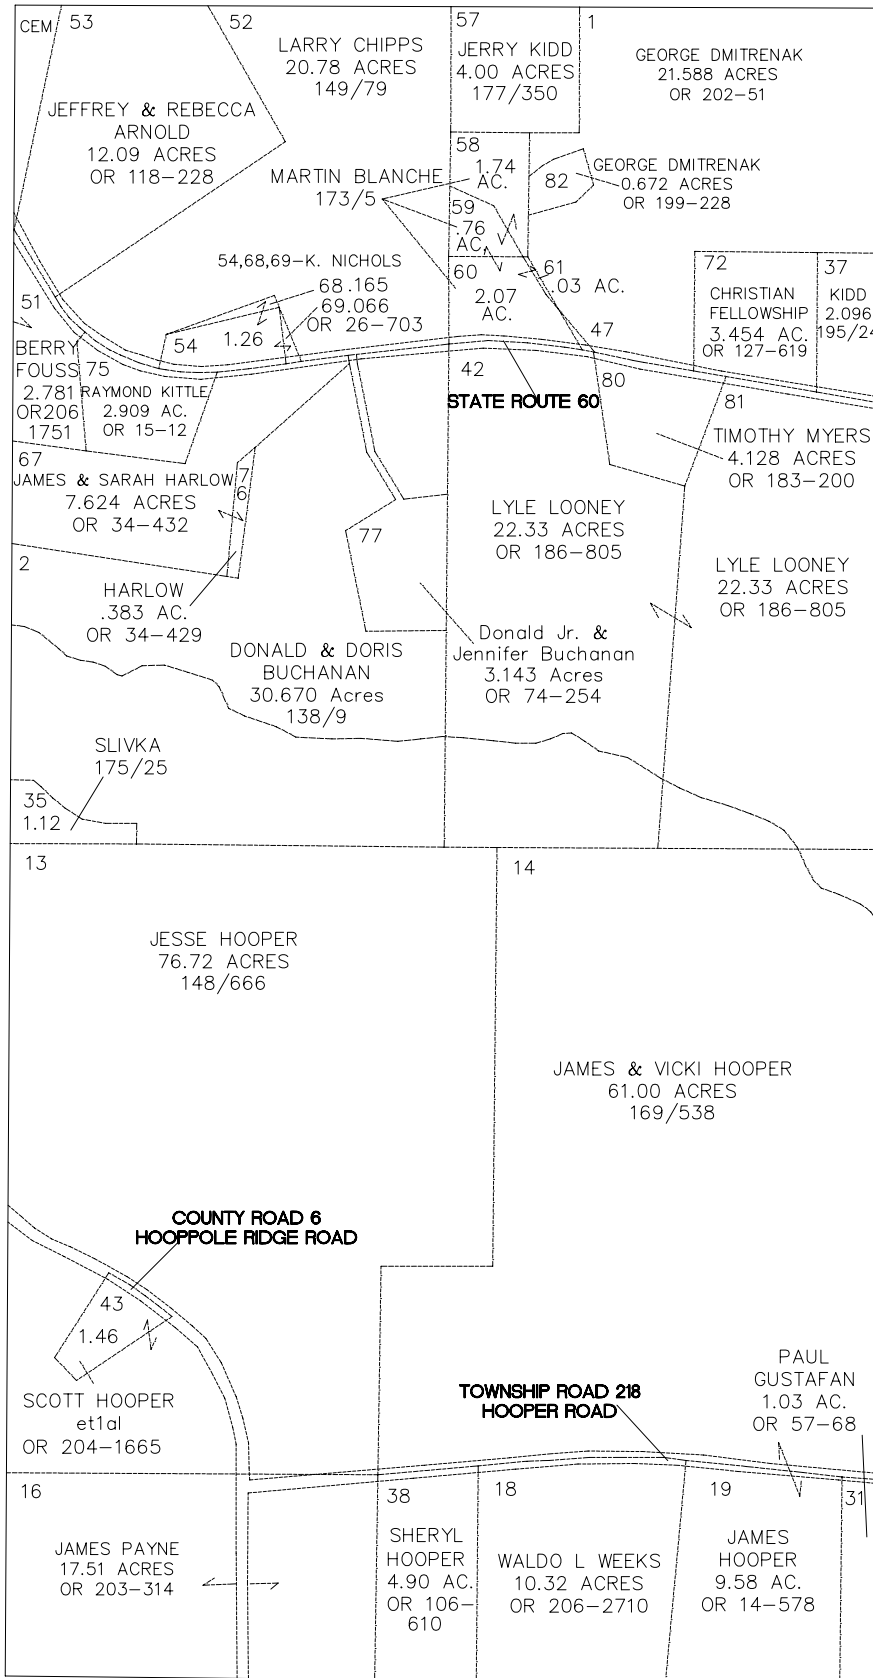 CEM
53
52
57
1
LARRY CHIPPS
20.78 ACRES
149/79
JERRY KIDD
4.00 ACRES
177/350
GEORGE DMITRENAK
21.588 ACRES
OR 202-51
JEFFREY & REBECCA
ARNOLD
12.09 ACRES
OR 118-228
58
1.74
AC.
MARTIN BLANCHE
173/5
82
GEORGE DMITRENAK
0.672 ACRES
OR 199-228
59
.76
AC.
54,68,69-K. NICHOLS
68 .165
69.066
OR 26-703
60
2.07
AC.
61
.03 AC.
72
CHRISTIAN
FELLOWSHIP
3.454 AC.
OR 127-619
37
KIDD
2.096
195/24
51
54
1.26
47
BERRY
FOUSS
2.781
OR206
1751
75
RAYMOND KITTLE
2.909 AC.
OR 15-12
42
80
81
STATE ROUTE 60
TIMOTHY MYERS
4.128 ACRES
OR 183-200
67
JAMES & SARAH HARLOW
7.624 ACRES
OR 34-432
7
6
LYLE LOONEY
22.33 ACRES
OR 186-805
77
2
LYLE LOONEY
22.33 ACRES
OR 186-805
HARLOW
.383 AC.
OR 34-429
DONALD & DORIS
BUCHANAN
30.670 Acres
138/9
Donald Jr. &
Jennifer Buchanan
3.143 Acres
OR 74-254
SLIVKA
175/25
35
1.12
13
14
JESSE HOOPER
76.72 ACRES
148/666
JAMES & VICKI HOOPER
61.00 ACRES
169/538
COUNTY ROAD 6
HOOPPOLE RIDGE ROAD
43
1.46
SCOTT HOOPER
et1al
OR 204-1665
TOWNSHIP ROAD 218
HOOPER ROAD
PAUL
GUSTAFAN
1.03 AC.
OR 57-68
16
38
18
19
31
JAMES PAYNE
17.51 ACRES
OR 203-314
SHERYL
HOOPER
4.90 AC.
OR 106-
610
WALDO L WEEKS
10.32 ACRES
OR 206-2710
JAMES
HOOPER
9.58 AC.
OR 14-578